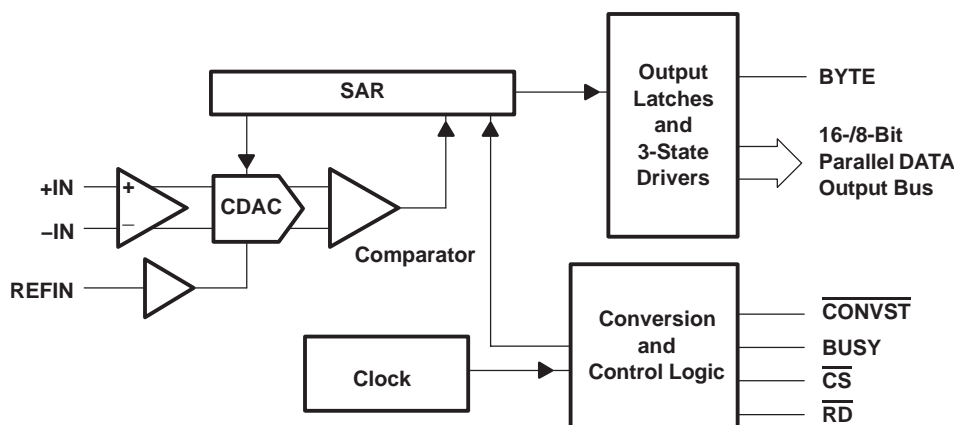 SAR
Output
Latches
and
3-State
Drivers
BYTE
16-/8-Bit
Parallel DATA
Output Bus
+IN
−IN
+
−
CDAC
Comparator
REFIN
Clock
Conversion
and
Control Logic
CONVST
BUSY
CS
RD